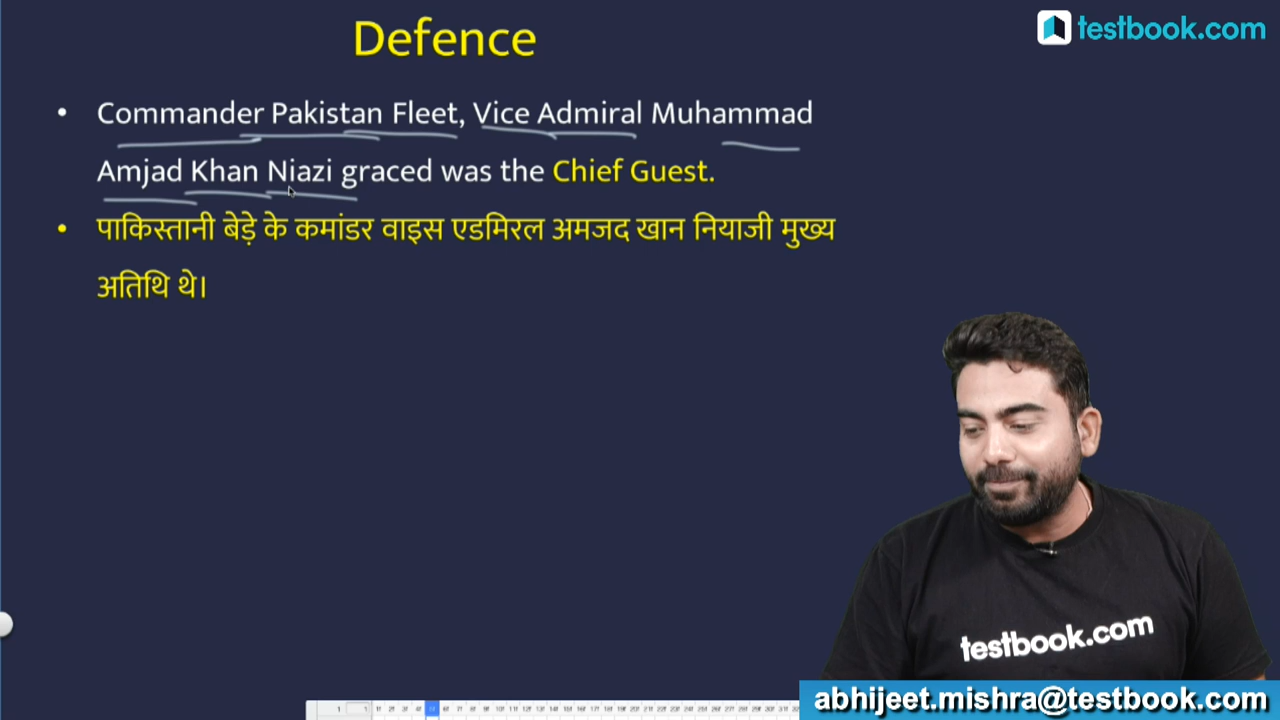 Defence
testbook.com
• Commander Pakistan Fleet, Vice Admiral Muhammad
Amjad Khan Niazi graced was the Chief Guest.
• पाकिस्तानी बेड़े के कमांडर वाइस एडमिरल अमजद खान नियाजी मुख्य
अतिथि थे।
testbook.com
abhijeet.mishra@testbook.com